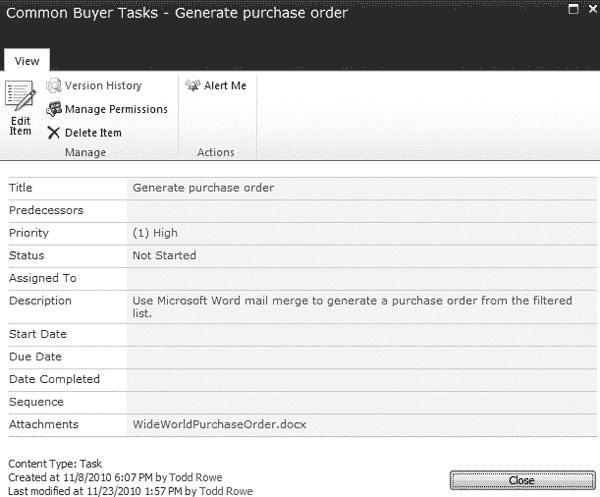 Common Buyer Tasks - Generate purchase order
View
Edit
Item
Version History
Manage Permissions
Delete Item
Manage
Alert Me
Actions
Title Generate purchase order
Predecessors
Priority (1) High
Status Not Started
Assigned To
Description Use Microsoft Word mail merge to generate a purchase order from the filtered
list.
Start Date
Due Date
Date Completed
Sequence
Attachments WideWorldPurchaseOrder.docx
Content Type: Task
Created at 11/8/2010 6:07 PM by Todd Rowe
Last modified at 11/23/2010 1:57 PM by Todd Rowe
Close